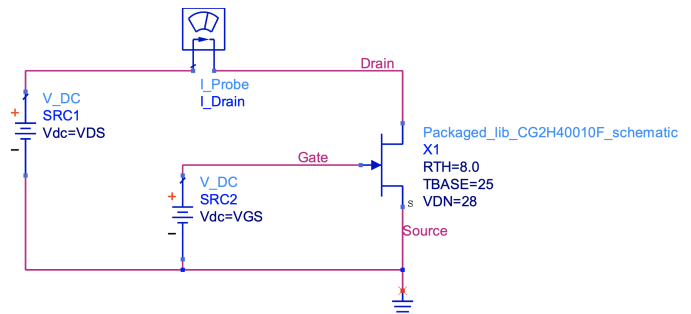 Drain
I_Probe
I_Drain
V_DC
SRC1
Vdc=VDS
+
-
Packaged_lib_CG2H40010F_schematic
X1
RTH=8.0
TBASE=25
VDN=28
Gate
V_DC
SRC2
Vdc=VGS
+
-
S
Source